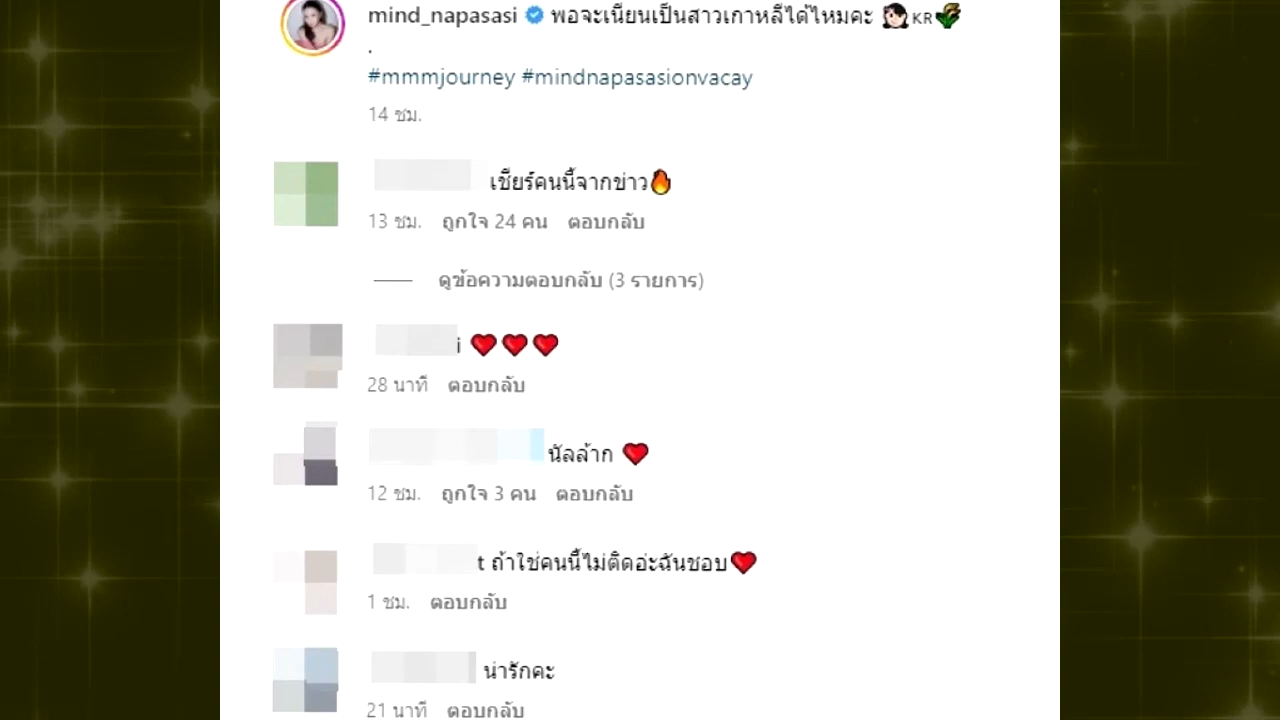 mind_napasasi พอจะเนียนเป็นสาวเกาหลีได้ไหมคะ 👧🏻 KR🌾
.
#mmmjourney #mindnapasasionvacay
14 ชม.
เชียร์คนนี้จากข่าว🔥
13 ชม. ถูกใจ 24 คน ตอบกลับ
ดูข้อความตอบกลับ (3 รายการ)
i ❤️❤️❤️
28 นาที ตอบกลับ
นัลล้าก ❤️
12 ชม. ถูกใจ 3 คน ตอบกลับ
t ถ้าใช่คนนี้ไม่ติดอ่ะฉันชอบ❤️
1 ชม. ตอบกลับ
น่ารักคะ
21 นาที ตอบกลับ